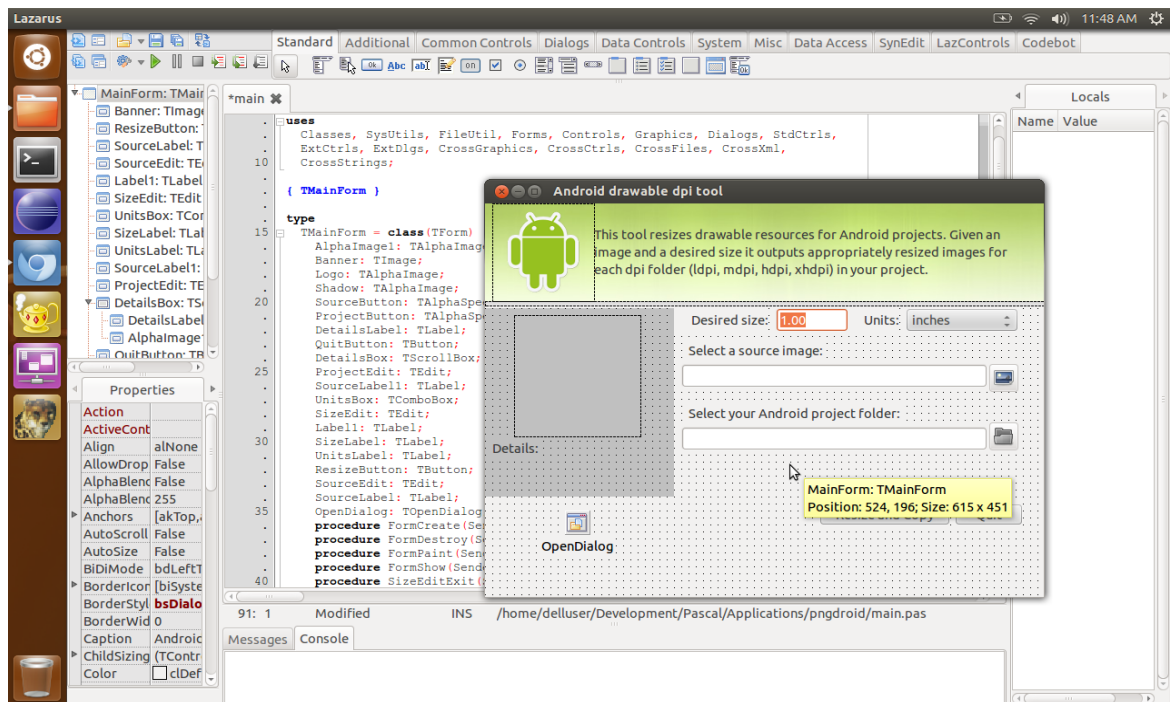 Lazarus
11:48 AM
Standard Additional Common Controls Dialogs Data Controls System Misc Data Access SynEdit LazControls Codebot
Ok Abc abI on
MainForm: TMair
Banner: TImage
ResizeButton:
SourceLabel: T
SourceEdit: TE
Label1: TLabel
SizeEdit: TEdit
UnitsBox: TCor
SizeLabel: TLal
UnitsLabel: TLa
SourceLabel1:
ProjectEdit: TE
DetailsBox: TS
DetailsLabel
AlphaImage
QuitButton: TB
Properties
Action
ActiveCont
Align alNone
AllowDrop False
AlphaBlend False
AlphaBlend 255
Anchors [akTop,
AutoScroll False
AutoSize False
BiDiMode bdLeftT
BorderIcon [biSyste
BorderStyl bsDialo
BorderWid 0
Caption Android
ChildSizing (TContr
Color clDef
*main
uses
Classes, SysUtils, FileUtil, Forms, Controls, Graphics, Dialogs, StdCtrls,
ExtCtrls, ExtDlgs, CrossGraphics, CrossCtrls, CrossFiles, CrossXml,
10 CrossStrings;
{ TMainForm }
type
15 TMainForm = class(TForm)
AlphaImage1: TAlphaImag
Banner: TImage;
Logo: TAlphaImage;
Shadow: TAlphaImage;
20 SourceButton: TAlphaSpe
ProjectButton: TAlphaSp
DetailsLabel: TLabel;
QuitButton: TButton;
DetailsBox: TScrollBox;
25 ProjectEdit: TEdit;
SourceLabel1: TLabel;
UnitsBox: TComboBox;
SizeEdit: TEdit;
Label1: TLabel;
30 SizeLabel: TLabel;
UnitsLabel: TLabel;
ResizeButton: TButton;
SourceEdit: TEdit;
SourceLabel: TLabel;
35 OpenDialog: TOpenDialog
procedure FormCreate(Sen
procedure FormDestroy(S
procedure FormPaint(Sen
procedure FormShow(Send
40 procedure SizeEditExit(
91: 1 Modified INS /home/delluser/Development/Pascal/Applications/pngdroid/main.pas
Messages Console
Android drawable dpi tool
This tool resizes drawable resources for Android projects. Given an
image and a desired size it outputs appropriately resized images for
each dpi folder (ldpi, mdpi, hdpi, xhdpi) in your project.
Desired size: 1.00 Units: inches
Select a source image:
Select your Android project folder:
Details:
MainForm: TMainForm
Position: 524, 196; Size: 615 x 451
OpenDialog
Locals
Name Value